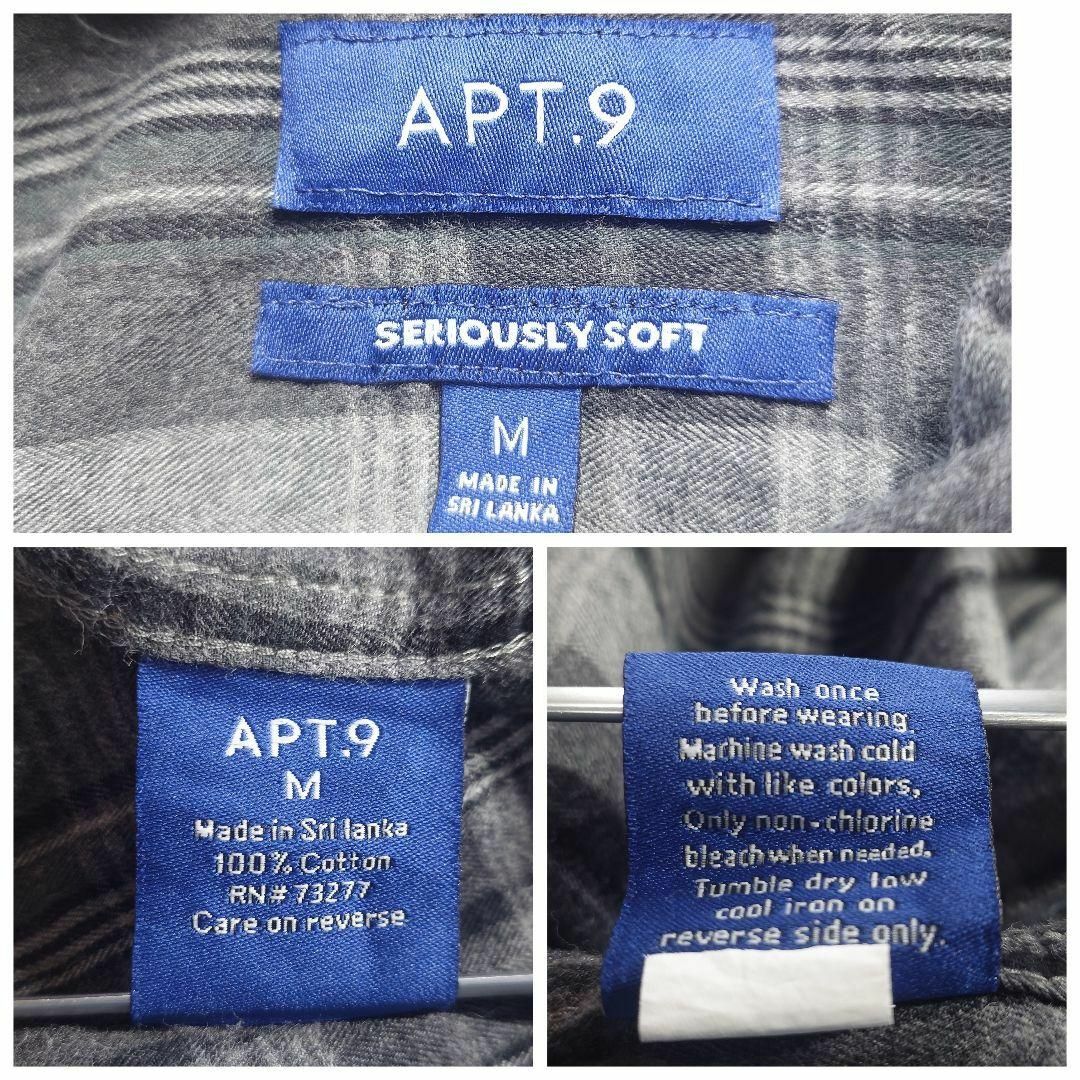 APT.9
SERIOUSLY SOFT
M
MADE IN
SRI LANKA
APT.9
M
Made in Sri lanka
100% Cotton
RN# 73277
Care on reverse
Wash once
before wearing.
Machine wash cold
with like colors,
Only non-chlorine
bleach when needed.
Tumble dry low
cool iron on
reverse side only.